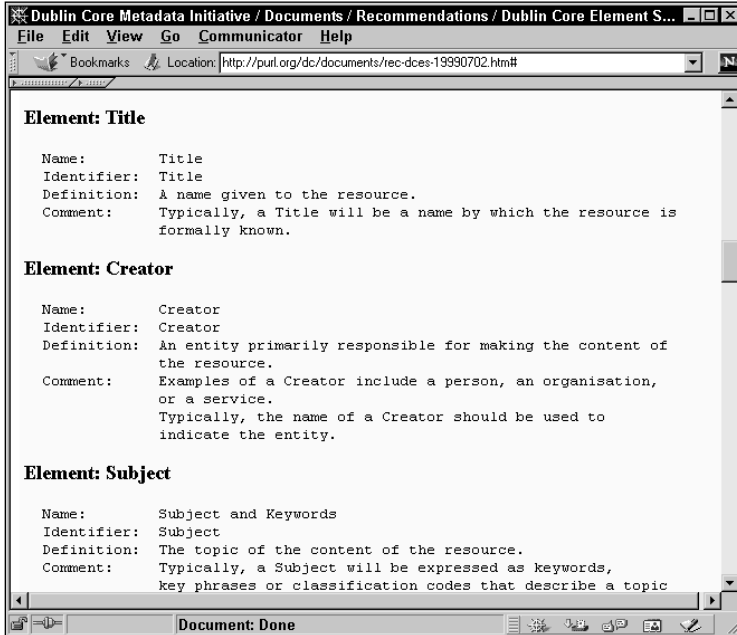 Dublin Core Metadata Initiative / Documents / Recommendations / Dublin Core Element S...
File Edit View Go Communicator Help
Bookmarks Location: http://purl.org/dc/documents/rec-dces-19990702.htm#
N
Element: Title
Name: Title
Identifier: Title
Definition: A name given to the resource.
Comment: Typically, a Title will be a name by which the resource is
formally known.
Element: Creator
Name: Creator
Identifier: Creator
Definition: An entity primarily responsible for making the content of
the resource.
Comment: Examples of a Creator include a person, an organisation,
or a service.
Typically, the name of a Creator should be used to
indicate the entity.
Element: Subject
Name: Subject and Keywords
Identifier: Subject
Definition: The topic of the content of the resource.
Comment: Typically, a Subject will be expressed as keywords,
key phrases or classification codes that describe a topic
Document: Done